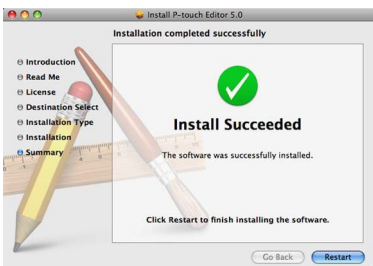 Install P-touch Editor 5.0
Installation completed successfully
Introduction
Read Me
License
Destination Select
Installation Type
Installation
Summary
Install Succeeded
The software was successfully installed.
Click Restart to finish installing the software.
Go Back
Restart